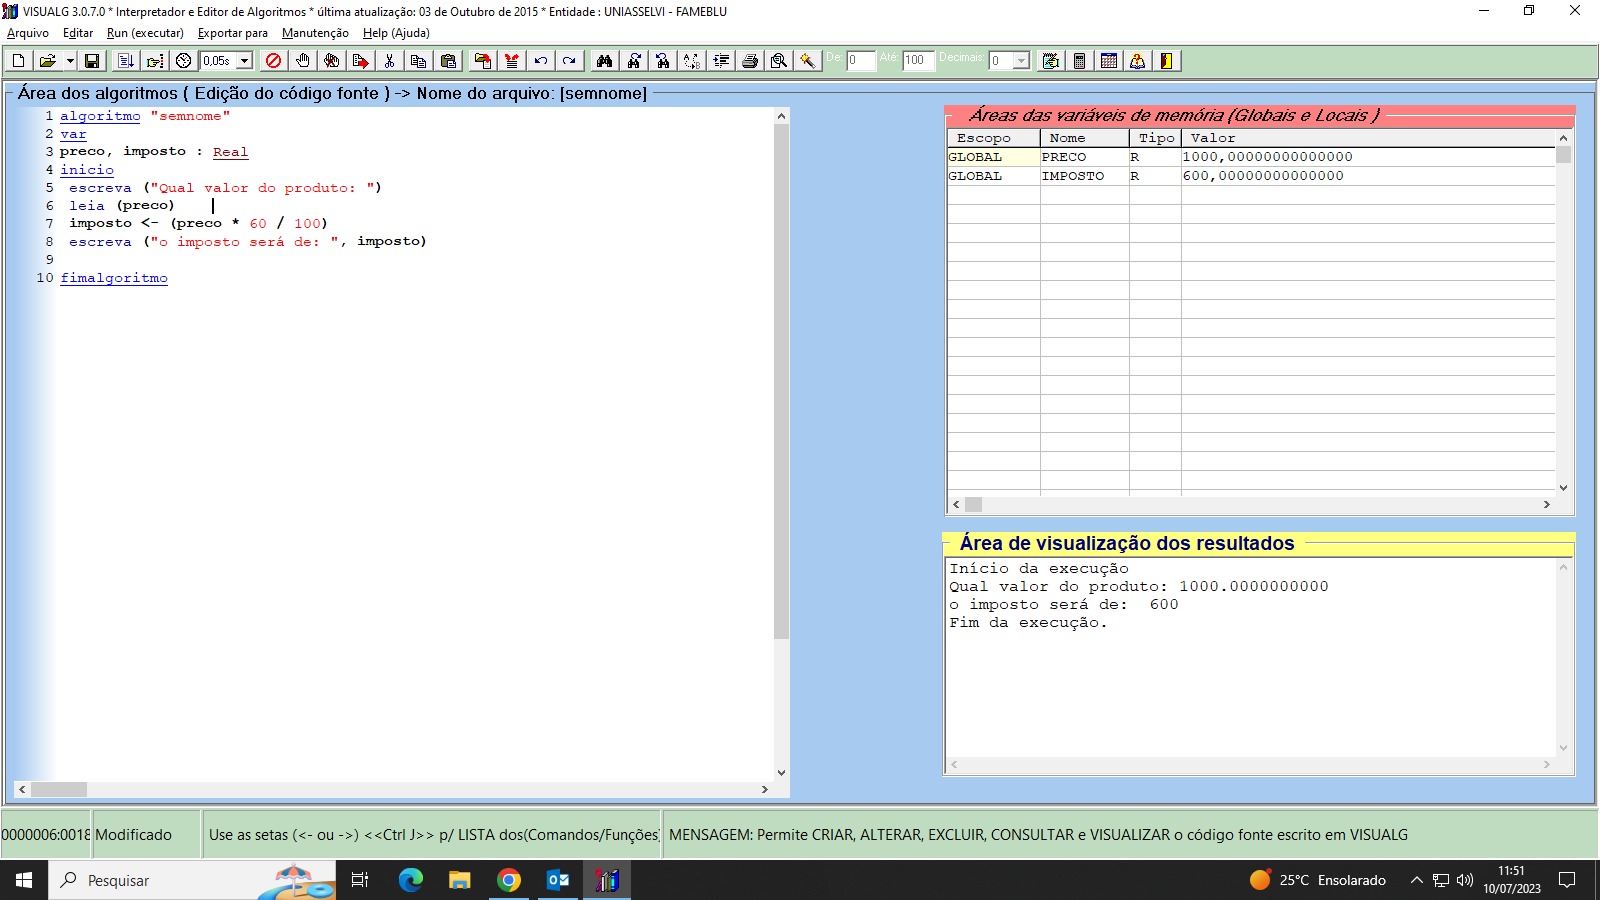 VISUALG 3.0.7.0 * Interpretador e Editor de Algoritmos * última atualização: 03 de Outubro de 2015 * Entidade : UNIASSELVI - FAMEBLU
Arquivo Editar Run (executar) Exportar para Manutenção Help (Ajuda)
0,05s De: 0 Até: 100 Decimais: 0
Área dos algoritmos ( Edição do código fonte ) -> Nome do arquivo: [semnome]
1 algoritmo "semnome"
2 var
3 preco, imposto : Real
4 inicio
5 escreva ("Qual valor do produto: ")
6 leia (preco)
7 imposto <- (preco * 60 / 100)
8 escreva ("o imposto será de: ", imposto)
9
10 fimalgoritmo
Áreas das variáveis de memória (Globais e Locais )
Escopo Nome Tipo Valor
GLOBAL PRECO R 1000,00000000000000
GLOBAL IMPOSTO R 600,00000000000000
Área de visualização dos resultados
Início da execução
Qual valor do produto: 1000.0000000000
o imposto será de:  600
Fim da execução.
0000006:0018 Modificado Use as setas (<- ou ->) <<Ctrl J>> p/ LISTA dos(Comandos/Funções) MENSAGEM: Permite CRIAR, ALTERAR, EXCLUIR, CONSULTAR e VISUALIZAR o código fonte escrito em VISUALG
Pesquisar 25°C Ensolarado 11:51
10/07/2023